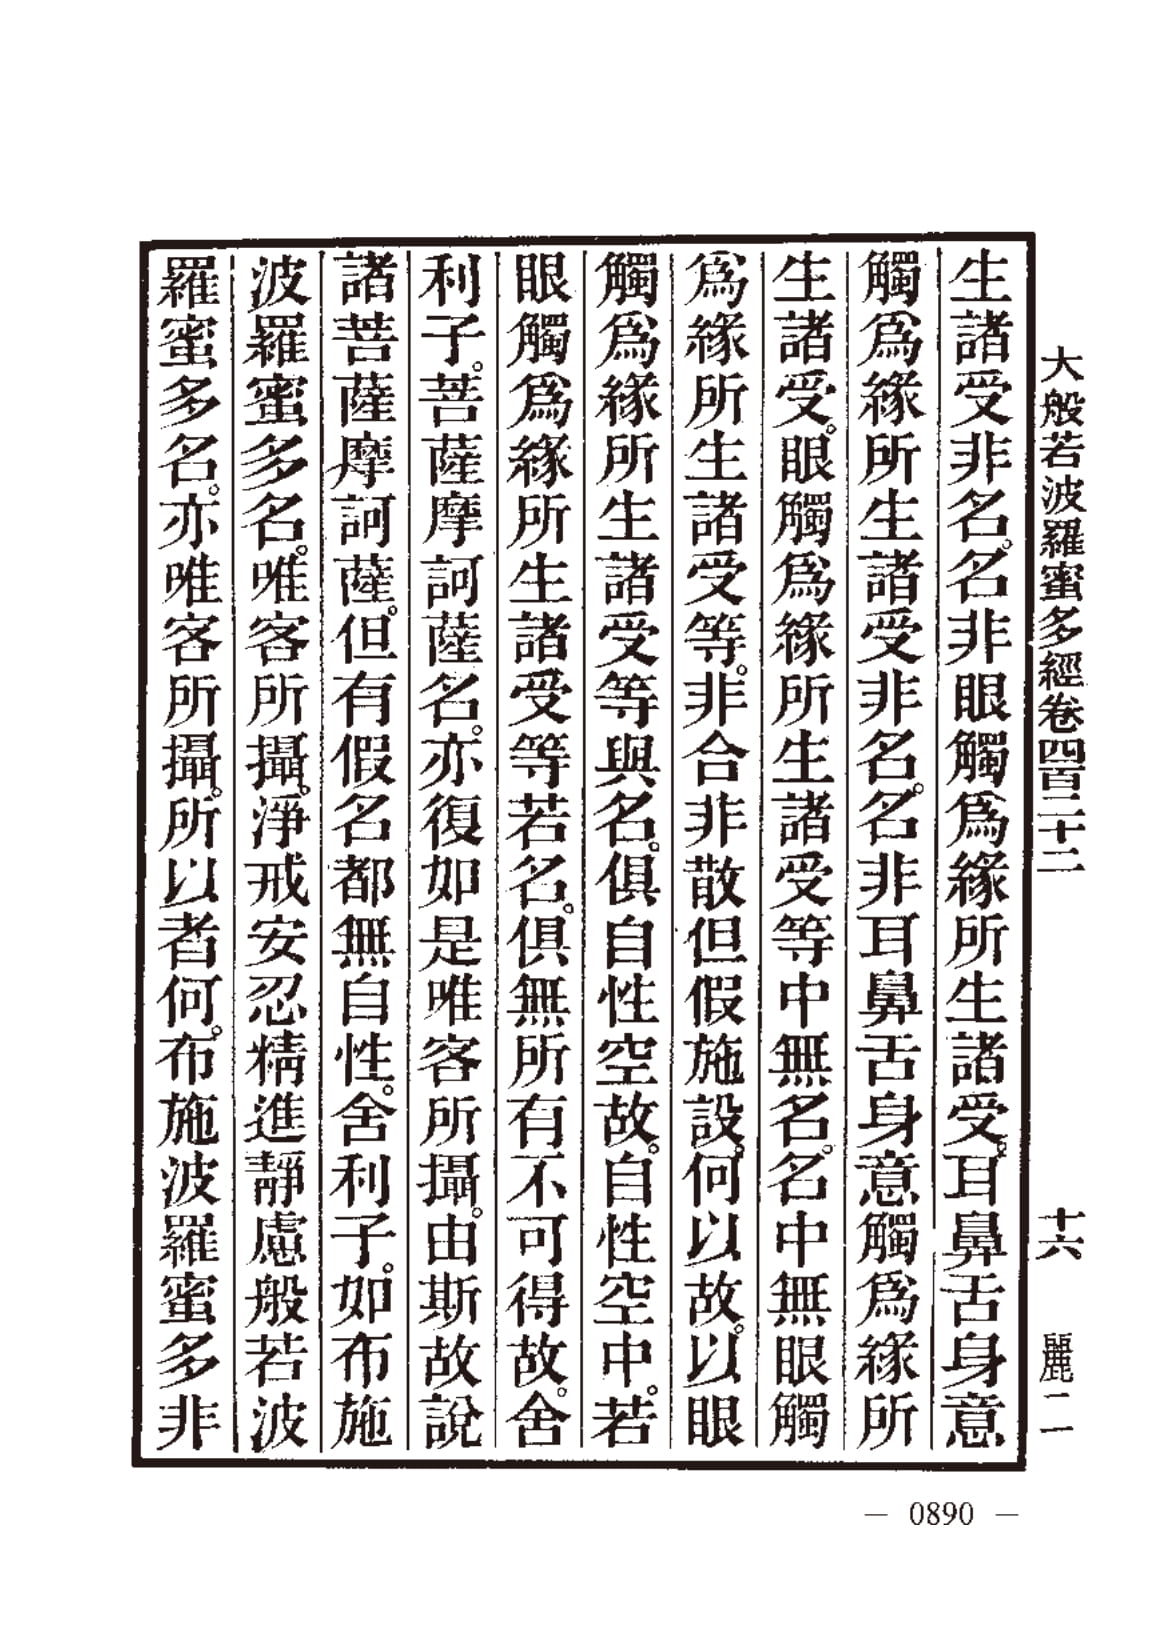 大般若波羅蜜多經卷四百二十二 十六 麗二
生諸受非名。名非眼觸爲緣所生諸受。耳鼻舌身意
觸爲緣所生諸受非名。名非耳鼻舌身意觸爲緣所
生諸受。眼觸爲緣所生諸受等中無名。名中無眼觸
爲緣所生諸受等。非合非散但假施設。何以故。以眼
觸爲緣所生諸受等與名。俱自性空故。自性空中。若
眼觸爲緣所生諸受等若名。俱無所有不可得故。舍
利子。菩薩摩訶薩名。亦復如是唯客所攝。由斯故說
諸菩薩摩訶薩。但有假名都無自性。舍利子。如布施
波羅蜜多名。唯客所攝。淨戒安忍精進靜慮般若波
羅蜜多名。亦唯客所攝。所以者何。布施波羅蜜多非
— 0890 —